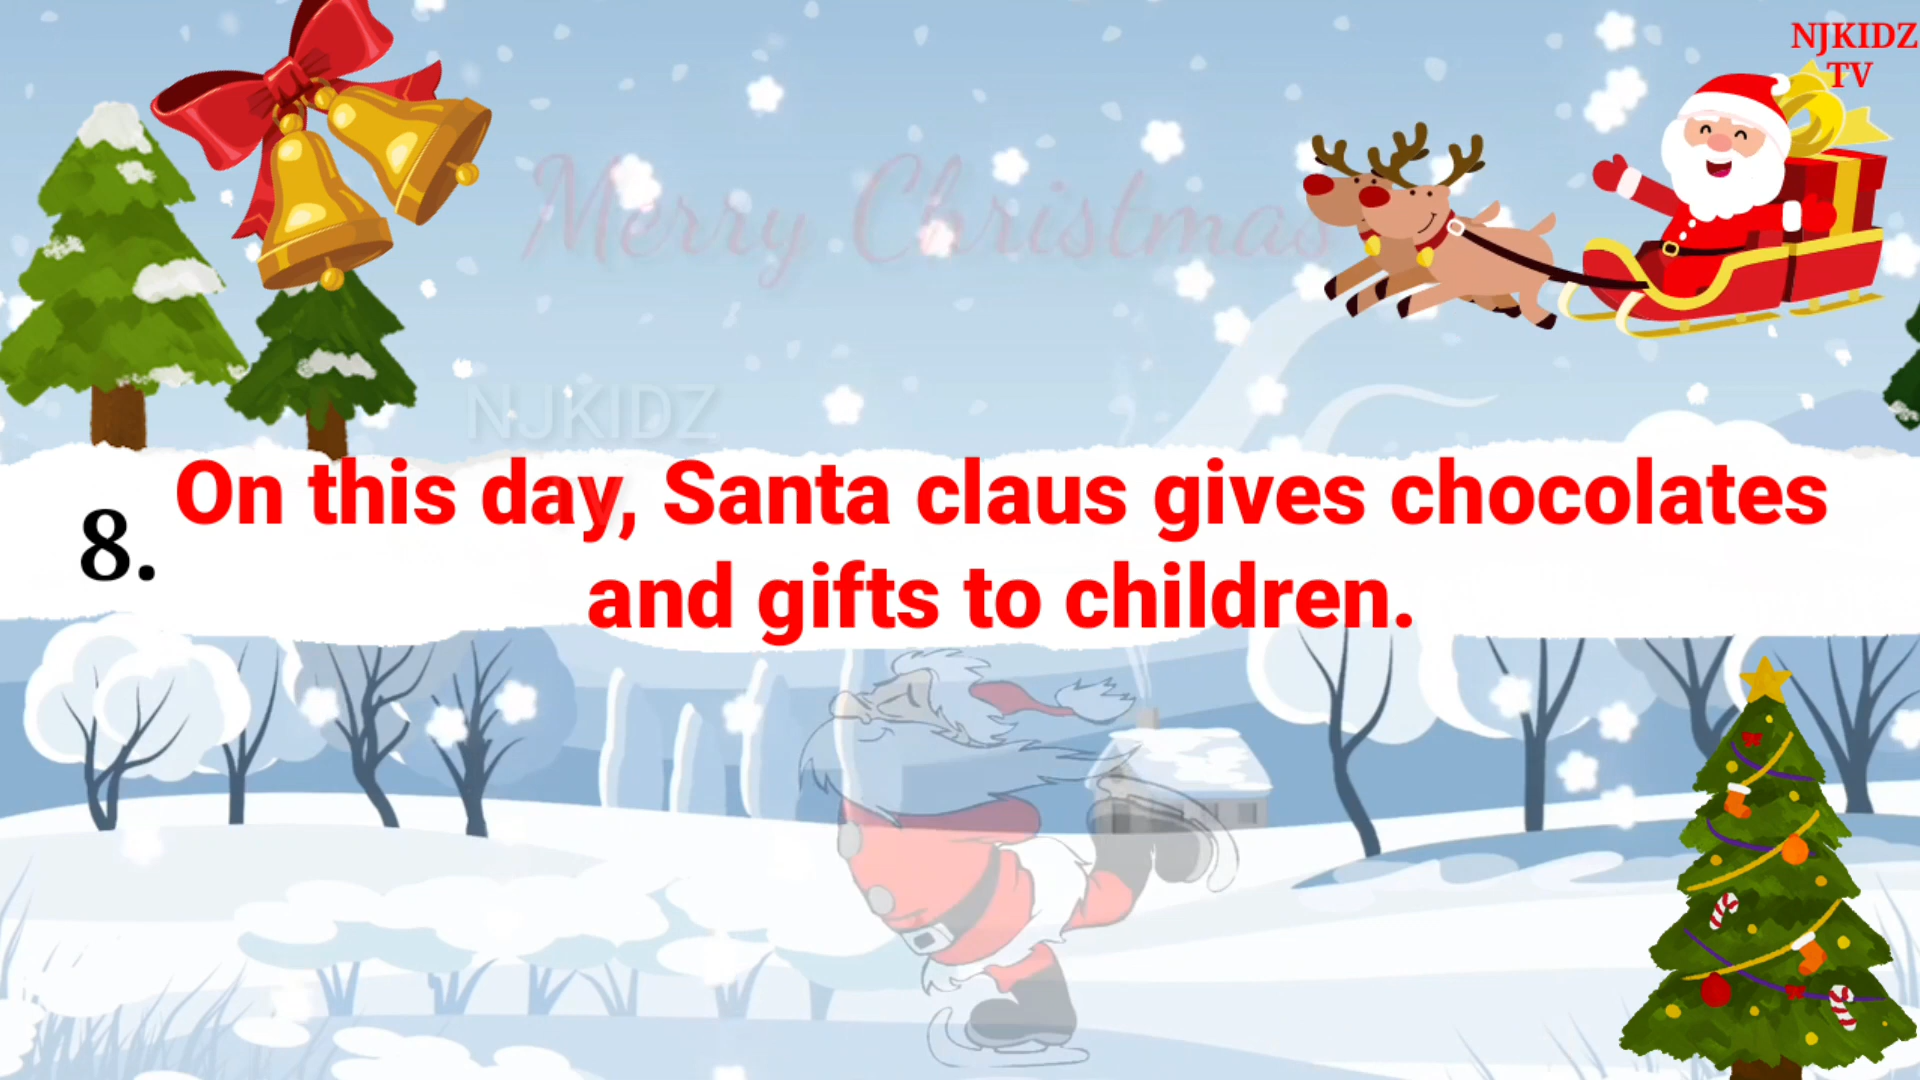 NJKIDZ
TV
Merry Christmas
NJKIDZ
8. On this day, Santa claus gives chocolates
and gifts to children.